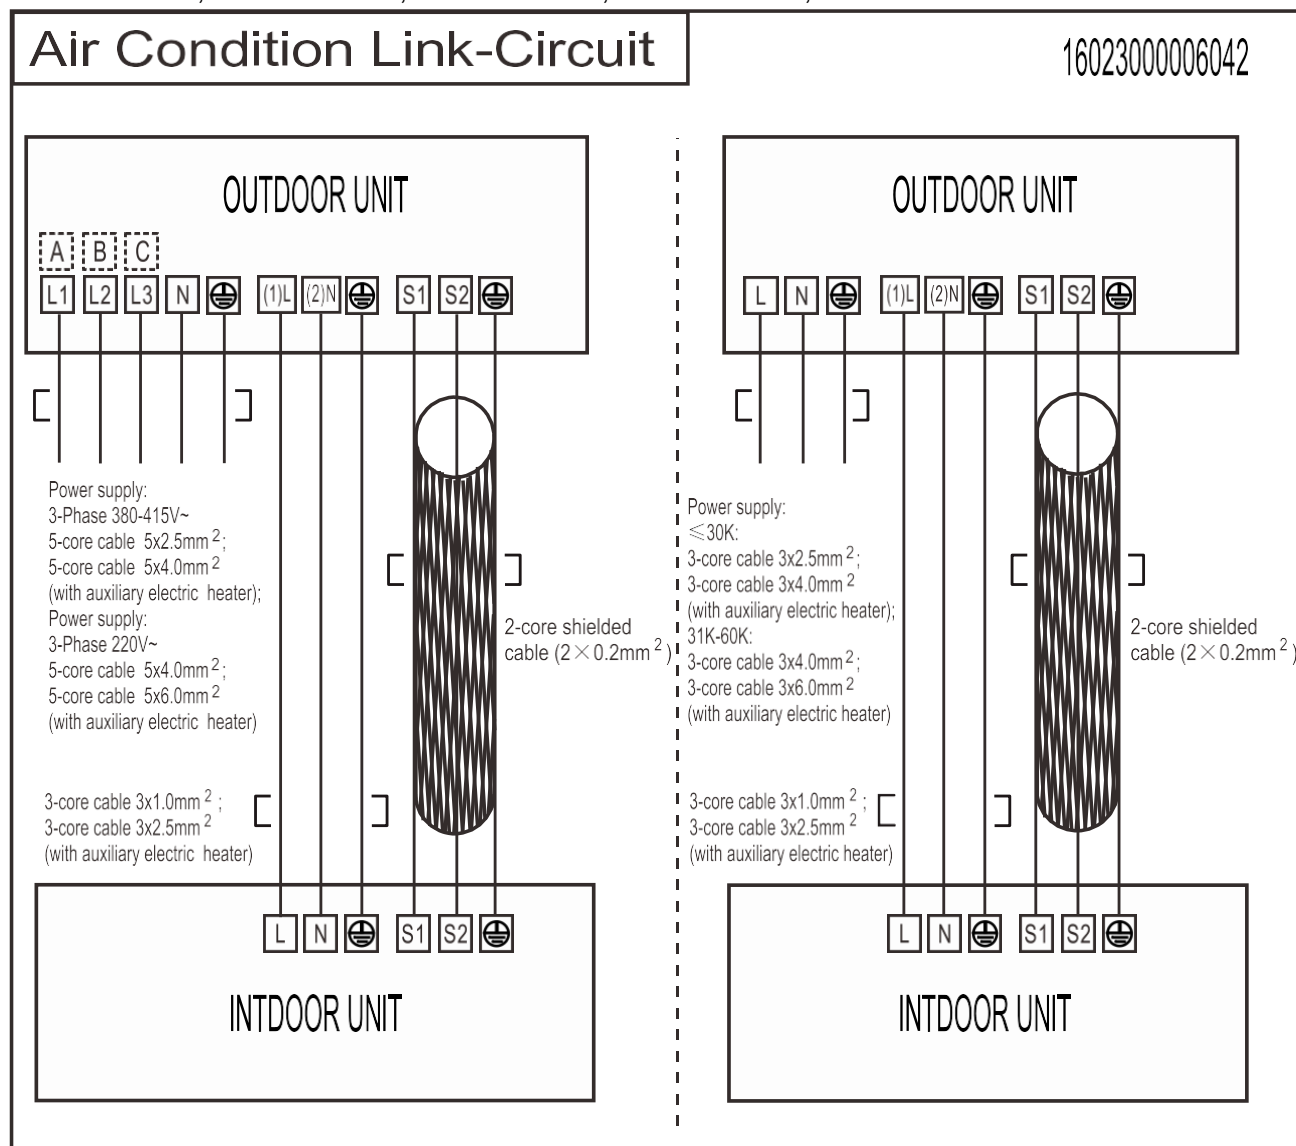 Air Condition Link-Circuit
16023000006042
OUTDOOR UNIT
A B C
L1 L2 L3 N (1)L (2)N S1 S2
Power supply:
3-Phase 380-415V~
5-core cable 5x2.5mm²;
5-core cable 5x4.0mm²
(with auxiliary electric heater);
Power supply:
3-Phase 220V~
5-core cable 5x4.0mm²;
5-core cable 5x6.0mm²
(with auxiliary electric heater)
2-core shielded
cable (2×0.2mm²)
3-core cable 3x1.0mm²;
3-core cable 3x2.5mm²
(with auxiliary electric heater)
L N S1 S2
INTDOOR UNIT
OUTDOOR UNIT
L N (1)L (2)N S1 S2
Power supply:
≤30K:
3-core cable 3x2.5mm²;
3-core cable 3x4.0mm²
(with auxiliary electric heater);
31K-60K:
3-core cable 3x4.0mm²;
3-core cable 3x6.0mm²
(with auxiliary electric heater)
2-core shielded
cable (2×0.2mm²)
3-core cable 3x1.0mm²;
3-core cable 3x2.5mm²
(with auxiliary electric heater)
L N S1 S2
INTDOOR UNIT